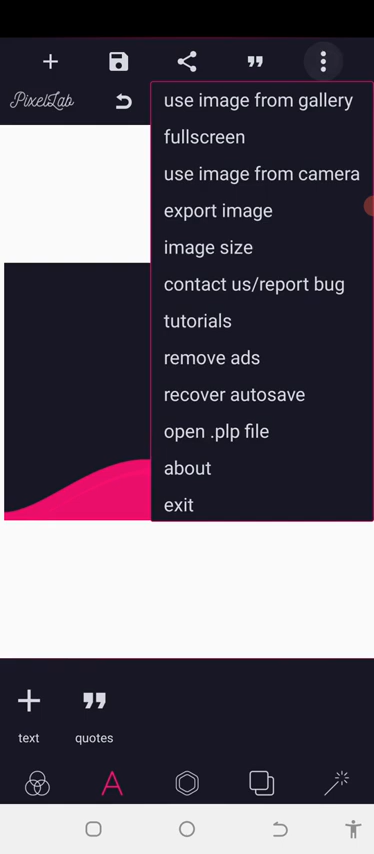 PixelLab
use image from gallery
fullscreen
use image from camera
export image
image size
contact us/report bug
tutorials
remove ads
recover autosave
open .plp file
about
exit
text
quotes